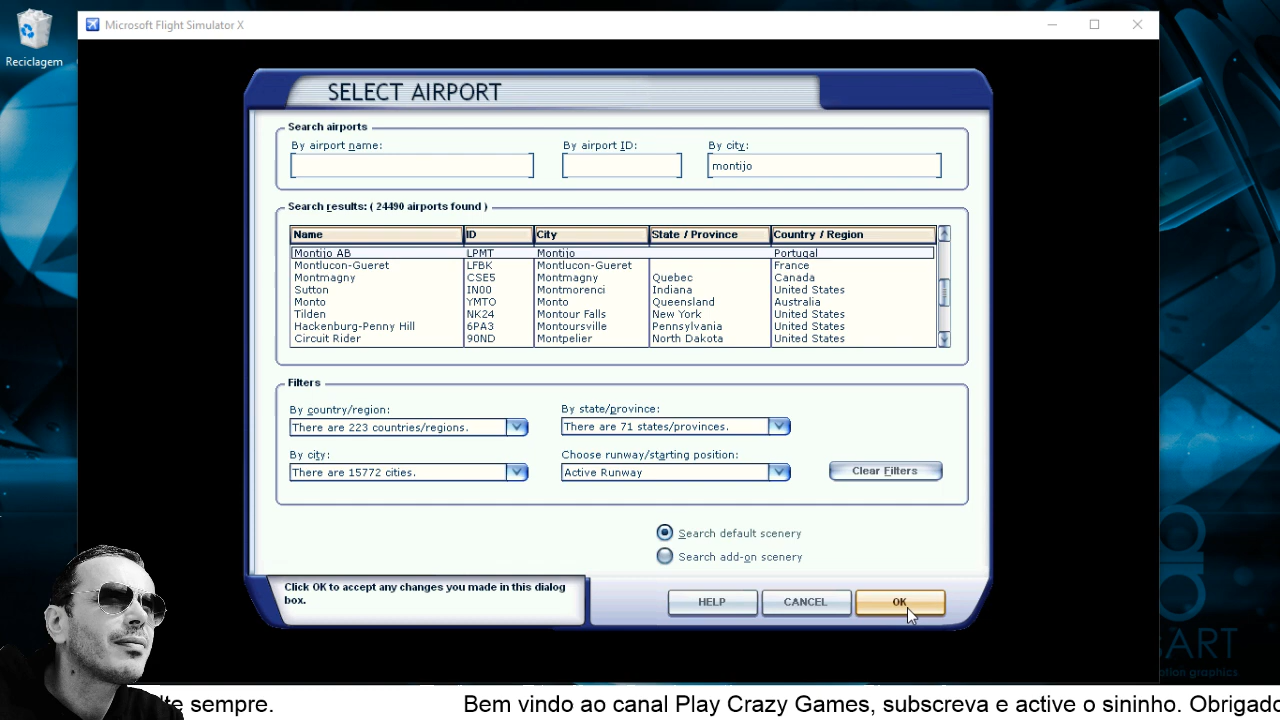 Reciclagem
Microsoft Flight Simulator X
SELECT AIRPORT
Search airports
By airport name:
By airport ID:
By city:
montijo
Search results: ( 24490 airports found )
Name ID City State / Province Country / Region
Montijo AB LPMT Montijo Portugal
Montlucon-Gueret LFBK Montlucon-Gueret France
Montmagny CSE5 Montmagny Quebec Canada
Sutton IN00 Montmorenci Indiana United States
Monto YMTO Monto Queensland Australia
Tilden NK24 Montour Falls New York United States
Hackenburg-Penny Hill 6PA3 Montoursville Pennsylvania United States
Circuit Rider 90ND Montpelier North Dakota United States
Filters
By country/region:
There are 223 countries/regions.
By state/province:
There are 71 states/provinces.
By city:
There are 15772 cities.
Choose runway/starting position:
Active Runway
Clear Filters
Search default scenery
Search add-on scenery
Click OK to accept any changes you made in this dialog
box.
HELP
CANCEL
OK
sempre.
Bem vindo ao canal Play Crazy Games, subscreva e active o sininho. Obrigado